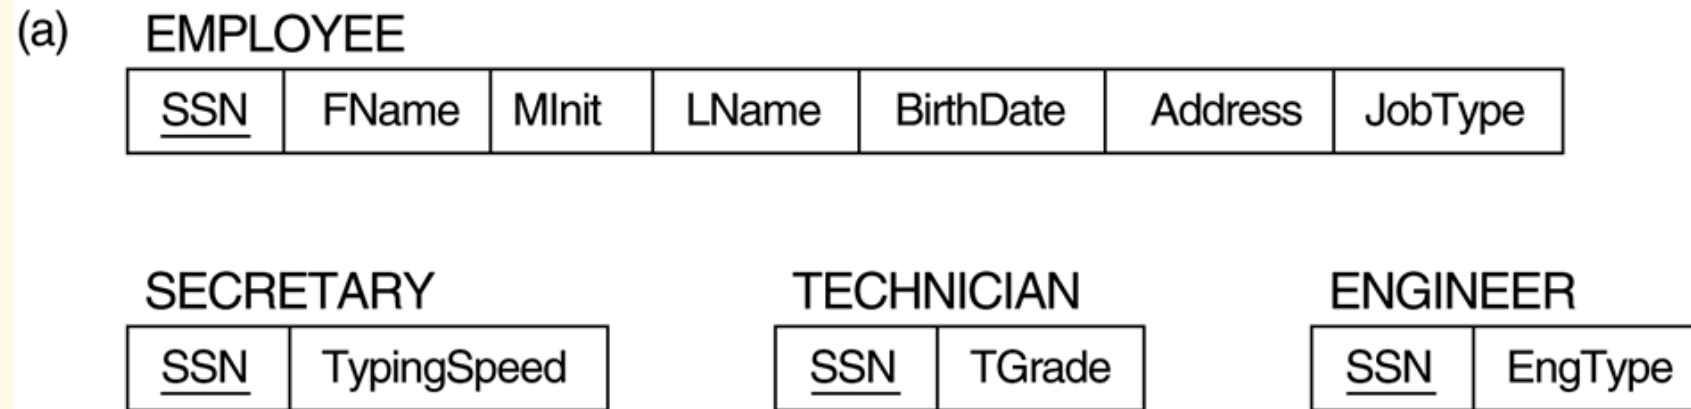 (a) EMPLOYEE
SSN FName MInit LName BirthDate Address JobType
SECRETARY TECHNICIAN ENGINEER
SSN TypingSpeed SSN TGrade SSN EngType